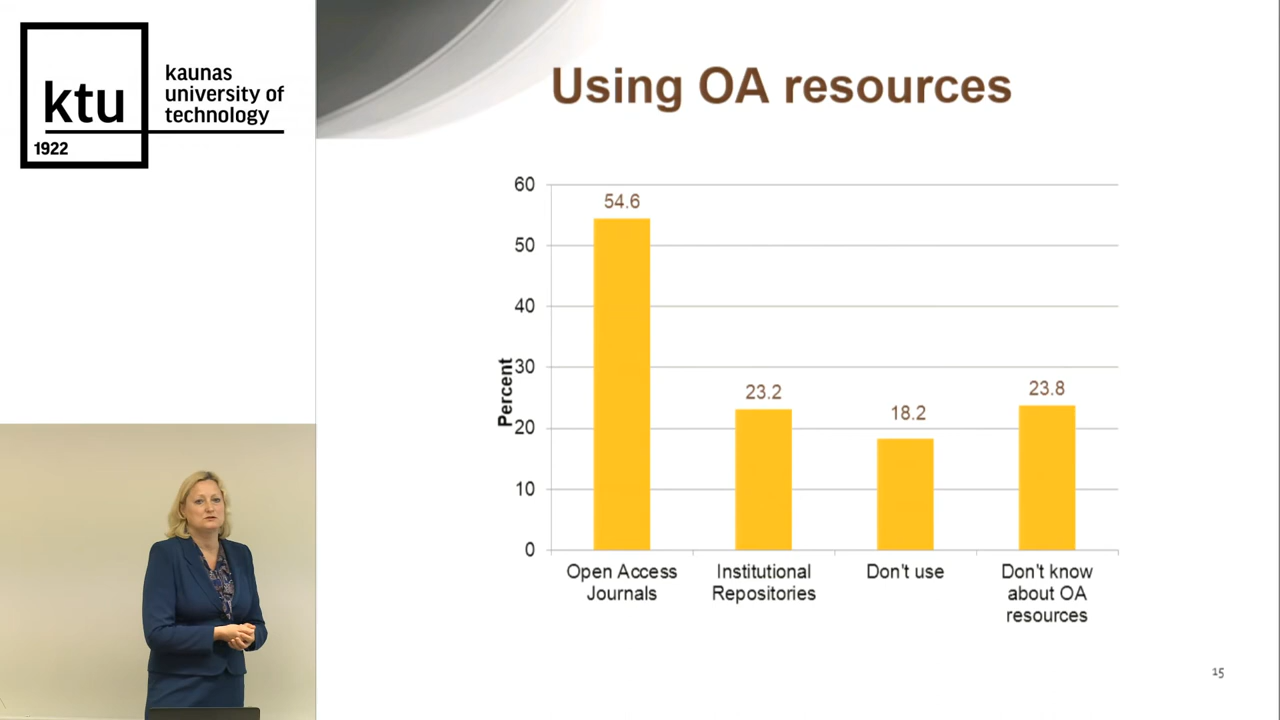 ktu
1922
kaunas
university of
technology
Using OA resources
Percent
60
50
40
30
20
10
0
54.6
23.2
18.2
23.8
Open Access
Journals
Institutional
Repositories
Don't use
Don't know
about OA
resources
15